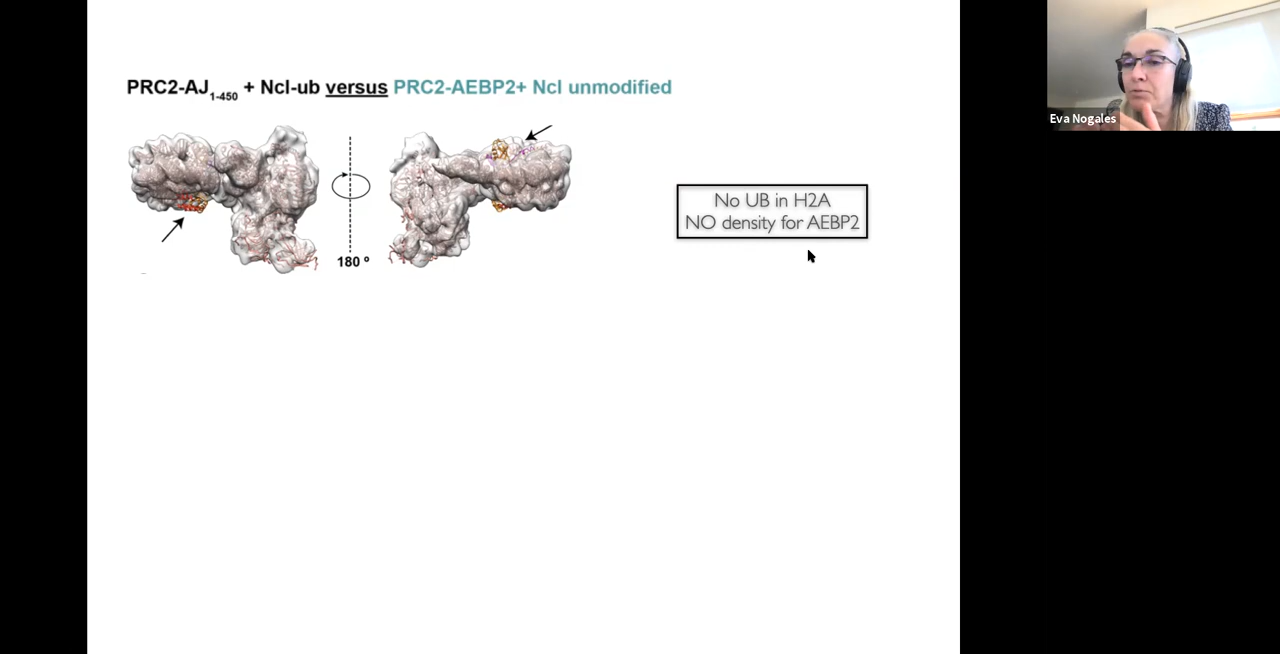 PRC2-AJ1-450 + Ncl-ub versus PRC2-AEBP2+ Ncl unmodified
180 º
No UB in H2A
NO density for AEBP2
Eva Nogales